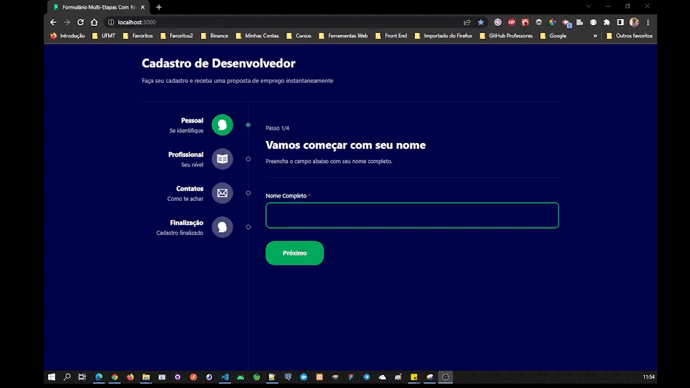 Formulário Multi-Etapas Com Re
localhost:3000
Introdução UFMT Favoritos Favoritos2 Binance Minhas Contas Cursos Ferramentas Web Front End Importado do Firefox GitHub Professores Google » Outros favoritos
Cadastro de Desenvolvedor
Faça seu cadastro e receba uma proposta de emprego instantaneamente
Pessoal
Se identifique
Profissional
Seu nível
Contatos
Como te achar
Finalização
Cadastro finalizado
Passo 1/4
Vamos começar com seu nome
Preencha o campo abaixo com seu nome completo.
Nome Completo *
Próximo
11:54